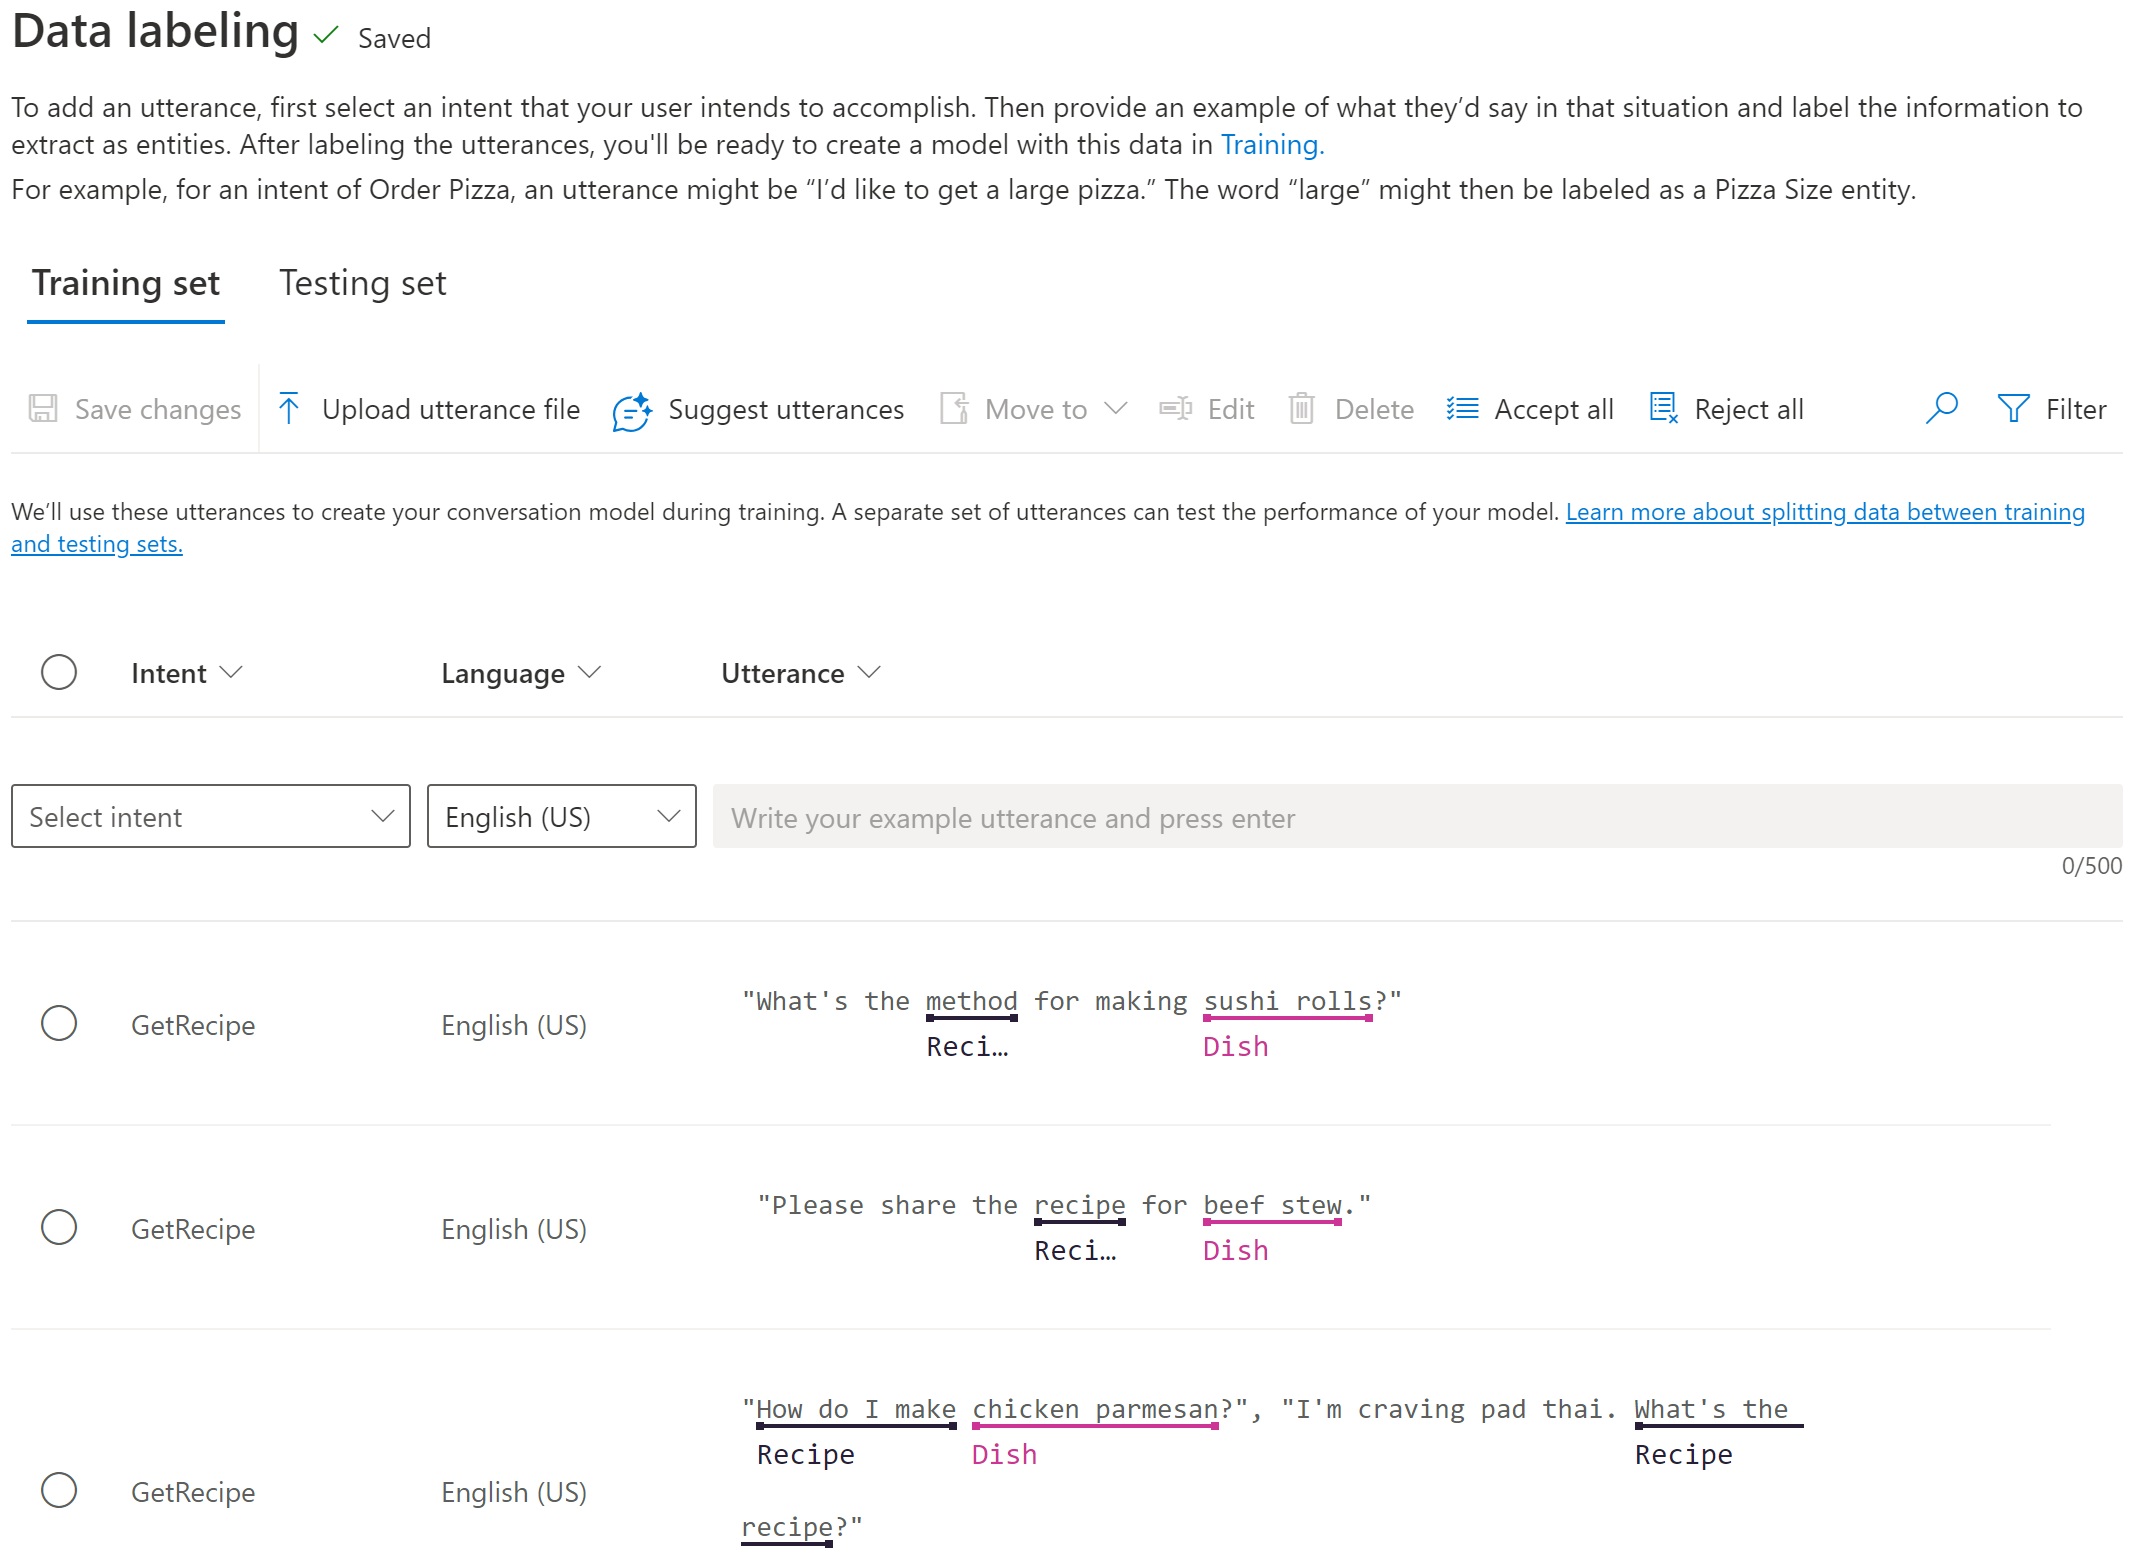 Data labeling Saved
To add an utterance, first select an intent that your user intends to accomplish. Then provide an example of what they’d say in that situation and label the information to
extract as entities. After labeling the utterances, you'll be ready to create a model with this data in Training.
For example, for an intent of Order Pizza, an utterance might be “I’d like to get a large pizza.” The word “large” might then be labeled as a Pizza Size entity.
Training set Testing set
Save changes Upload utterance file Suggest utterances Move to Edit Delete Accept all Reject all Filter
We’ll use these utterances to create your conversation model during training. A separate set of utterances can test the performance of your model. Learn more about splitting data between training
and testing sets.
Intent Language Utterance
Select intent English (US) Write your example utterance and press enter
0/500
"What's the method for making sushi rolls?"
GetRecipe English (US)
Reci… Dish
"Please share the recipe for beef stew."
GetRecipe English (US)
Reci… Dish
"How do I make chicken parmesan?", "I'm craving pad thai. What's the
Recipe Dish Recipe
GetRecipe English (US)
recipe?"